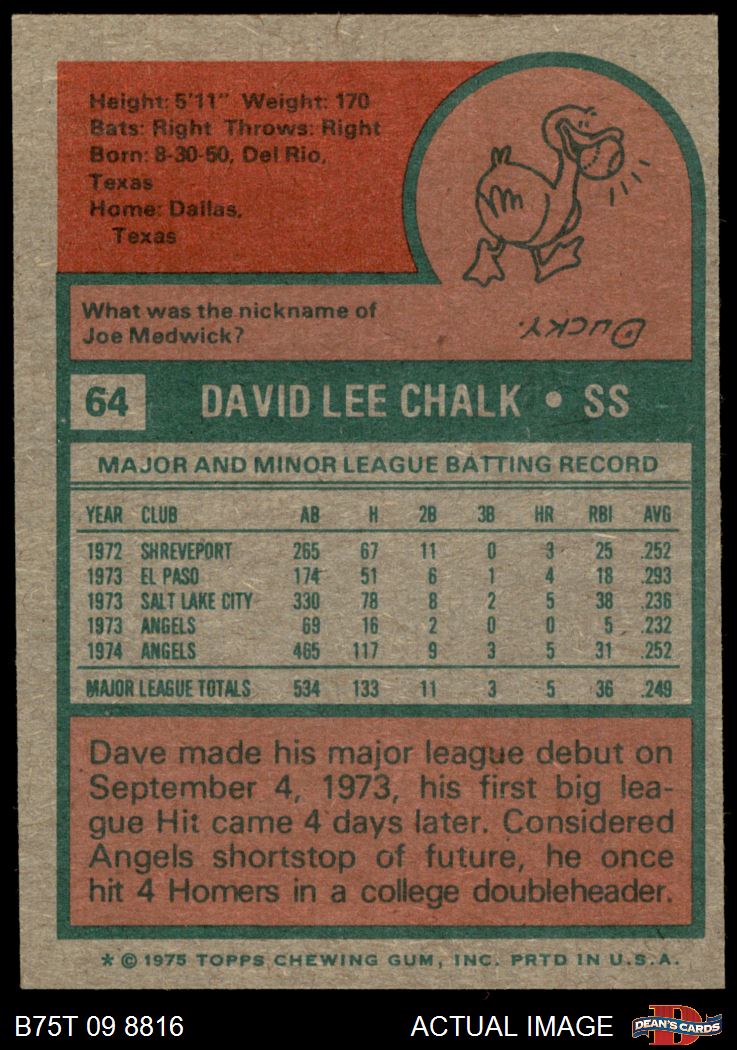 Height: 5'11" Weight: 170
Bats: Right Throws: Right
Born: 8-30-50, Del Rio,
Texas
Home: Dallas,
Texas
What was the nickname of
Joe Medwick?
DUCKY.
64 DAVID LEE CHALK • SS
MAJOR AND MINOR LEAGUE BATTING RECORD
YEAR CLUB AB H 2B 3B HR RBI AVG
1972 SHREVEPORT 265 67 11 0 3 25 .252
1973 EL PASO 174 51 6 1 4 18 .293
1973 SALT LAKE CITY 330 78 8 2 5 38 .236
1973 ANGELS 69 16 2 0 0 5 .232
1974 ANGELS 465 117 9 3 5 31 .252
MAJOR LEAGUE TOTALS 534 133 11 3 5 36 .249
Dave made his major league debut on
September 4, 1973, his first big lea-
gue Hit came 4 days later. Considered
Angels shortstop of future, he once
hit 4 Homers in a college doubleheader.
* © 1975 TOPPS CHEWING GUM, INC. PRTD IN U.S.A.
B75T 09 8816 ACTUAL IMAGE
D
DEAN'S CARDS